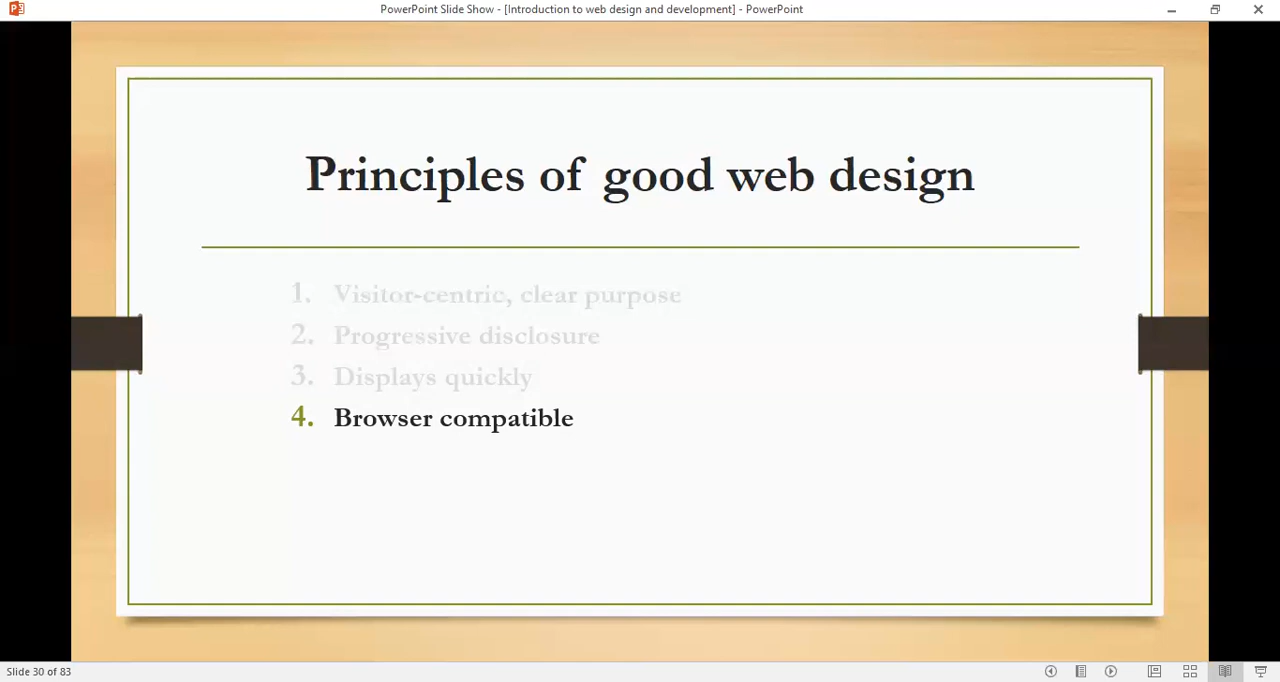 PowerPoint Slide Show - [Introduction to web design and development] - PowerPoint
Principles of good web design
1. Visitor-centric, clear purpose
2. Progressive disclosure
3. Displays quickly
4. Browser compatible
Slide 30 of 83